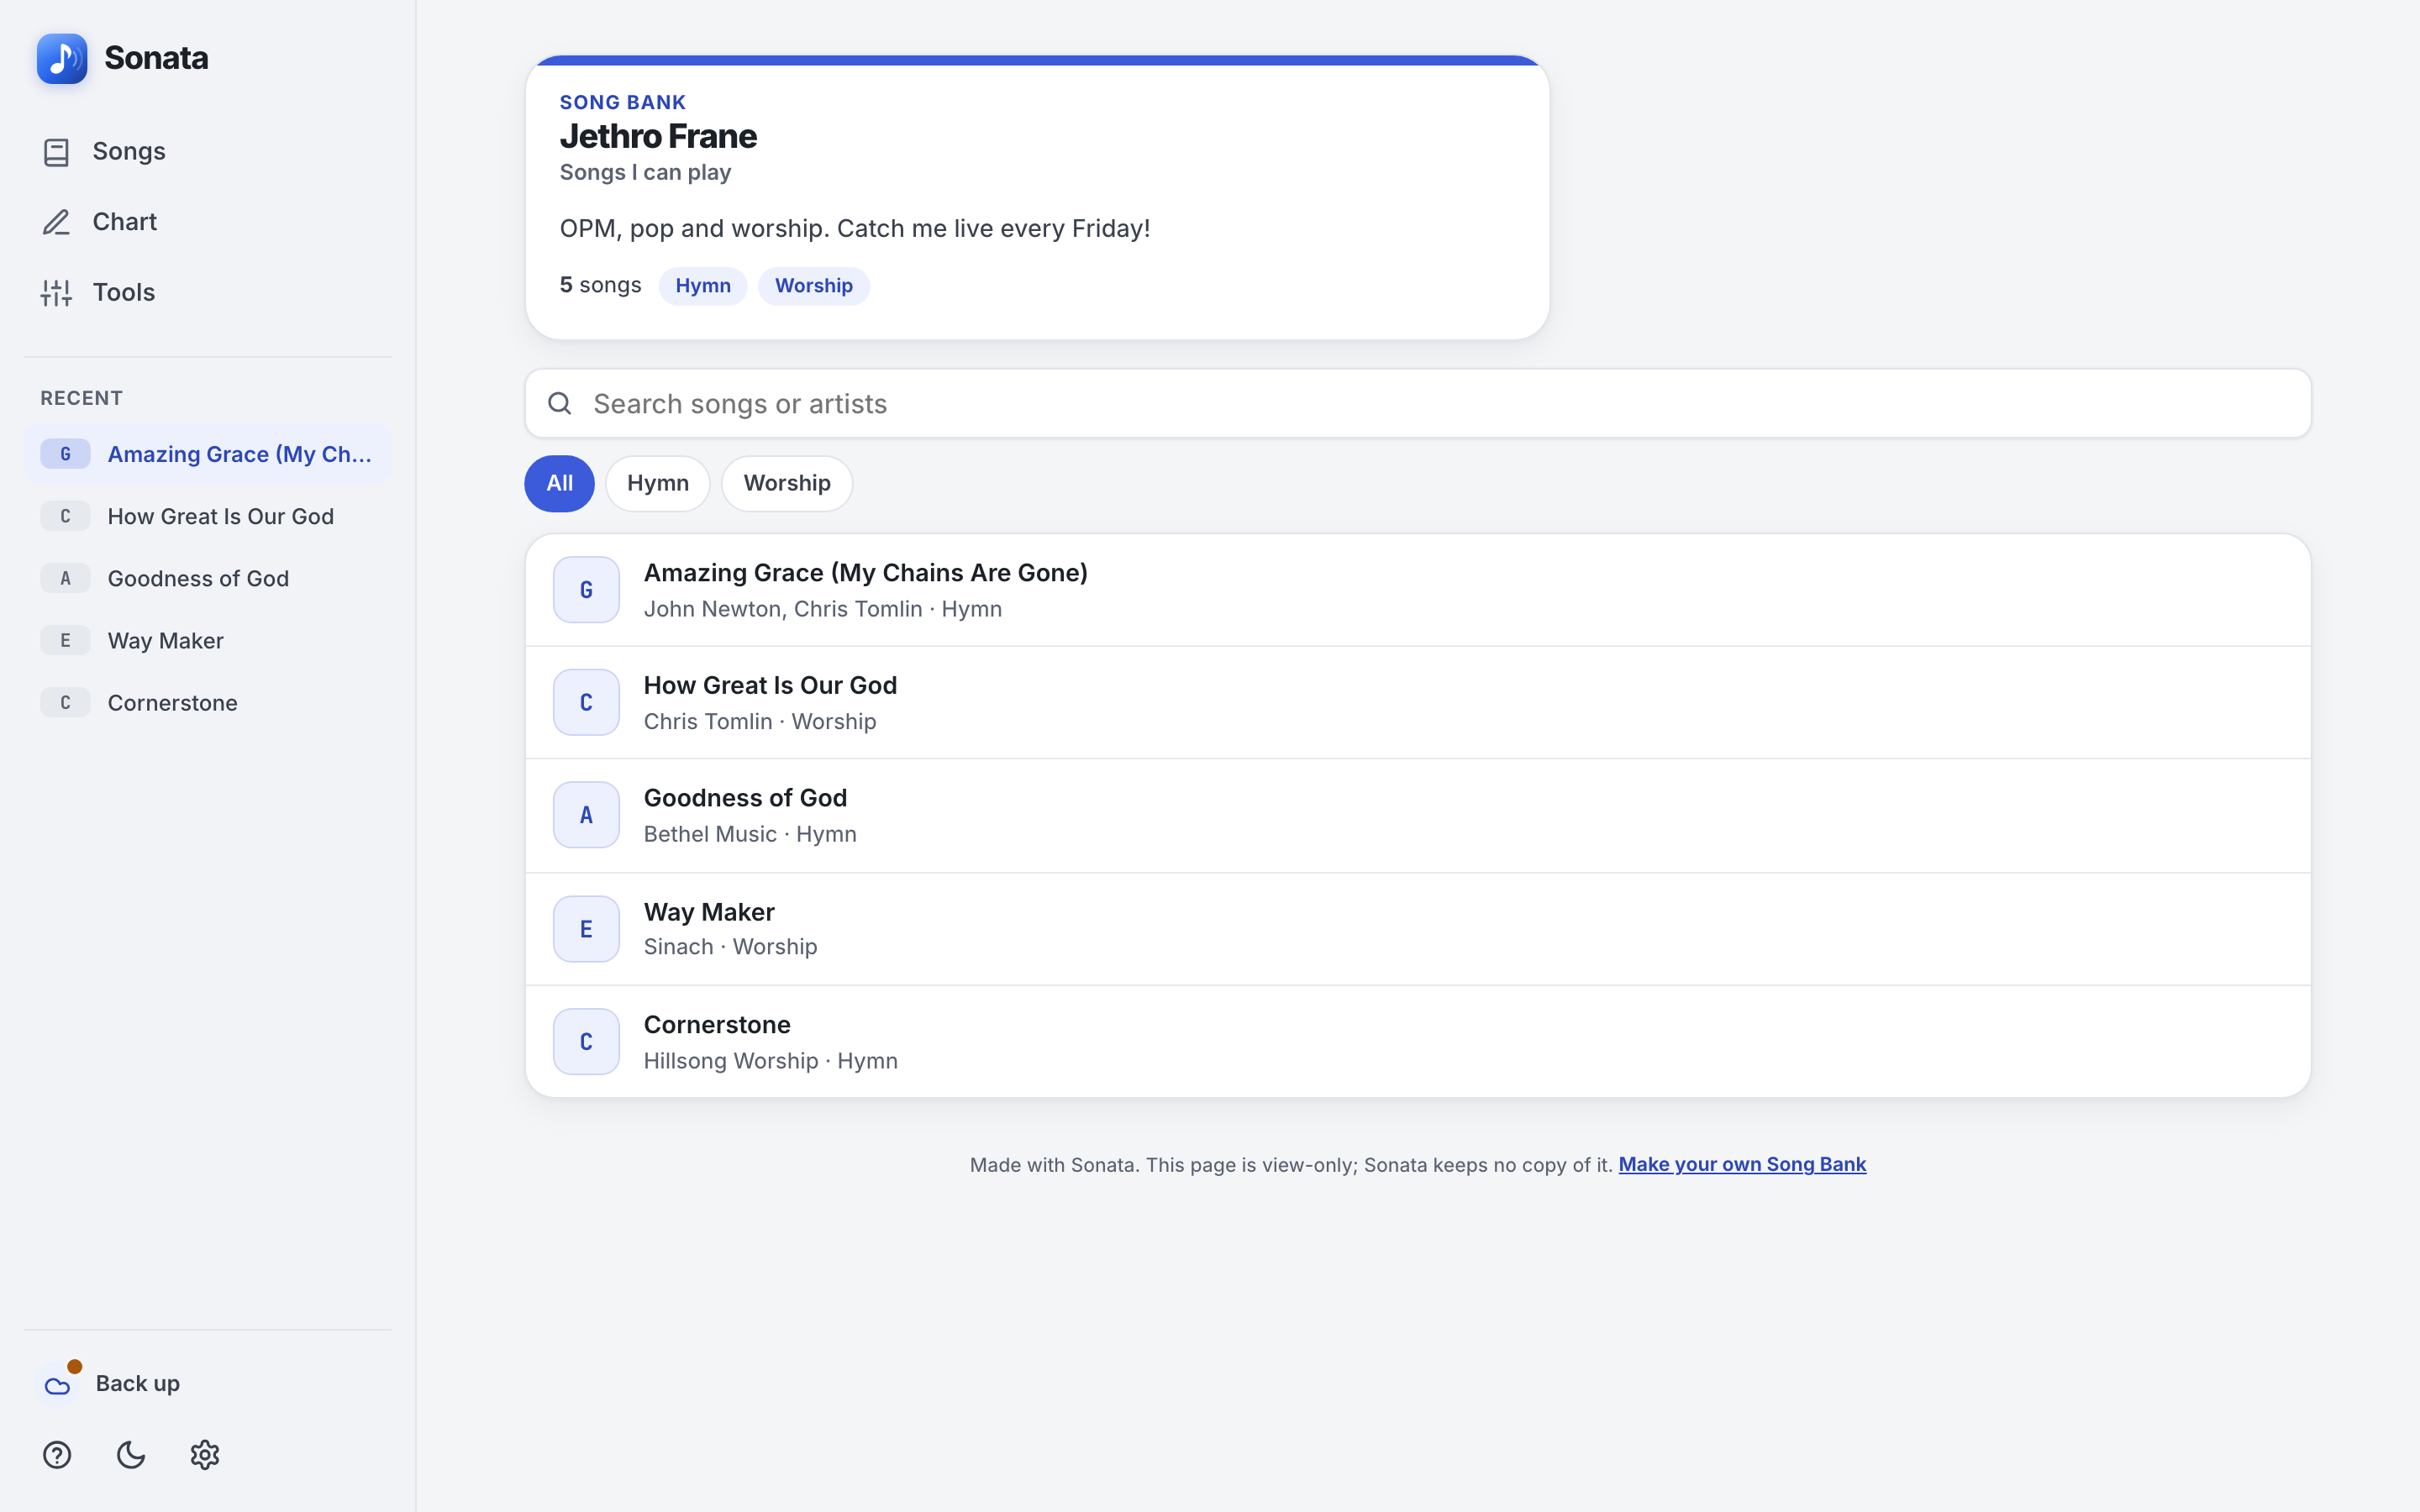 Sonata
Songs
Chart
Tools
RECENT
G Amazing Grace (My Ch...
C How Great Is Our God
A Goodness of God
E Way Maker
C Cornerstone
Back up
SONG BANK
Jethro Frane
Songs I can play
OPM, pop and worship. Catch me live every Friday!
5 songs Hymn Worship
Search songs or artists
All Hymn Worship
G
Amazing Grace (My Chains Are Gone)
John Newton, Chris Tomlin · Hymn
C
How Great Is Our God
Chris Tomlin · Worship
A
Goodness of God
Bethel Music · Hymn
E
Way Maker
Sinach · Worship
C
Cornerstone
Hillsong Worship · Hymn
Made with Sonata. This page is view-only; Sonata keeps no copy of it. Make your own Song Bank